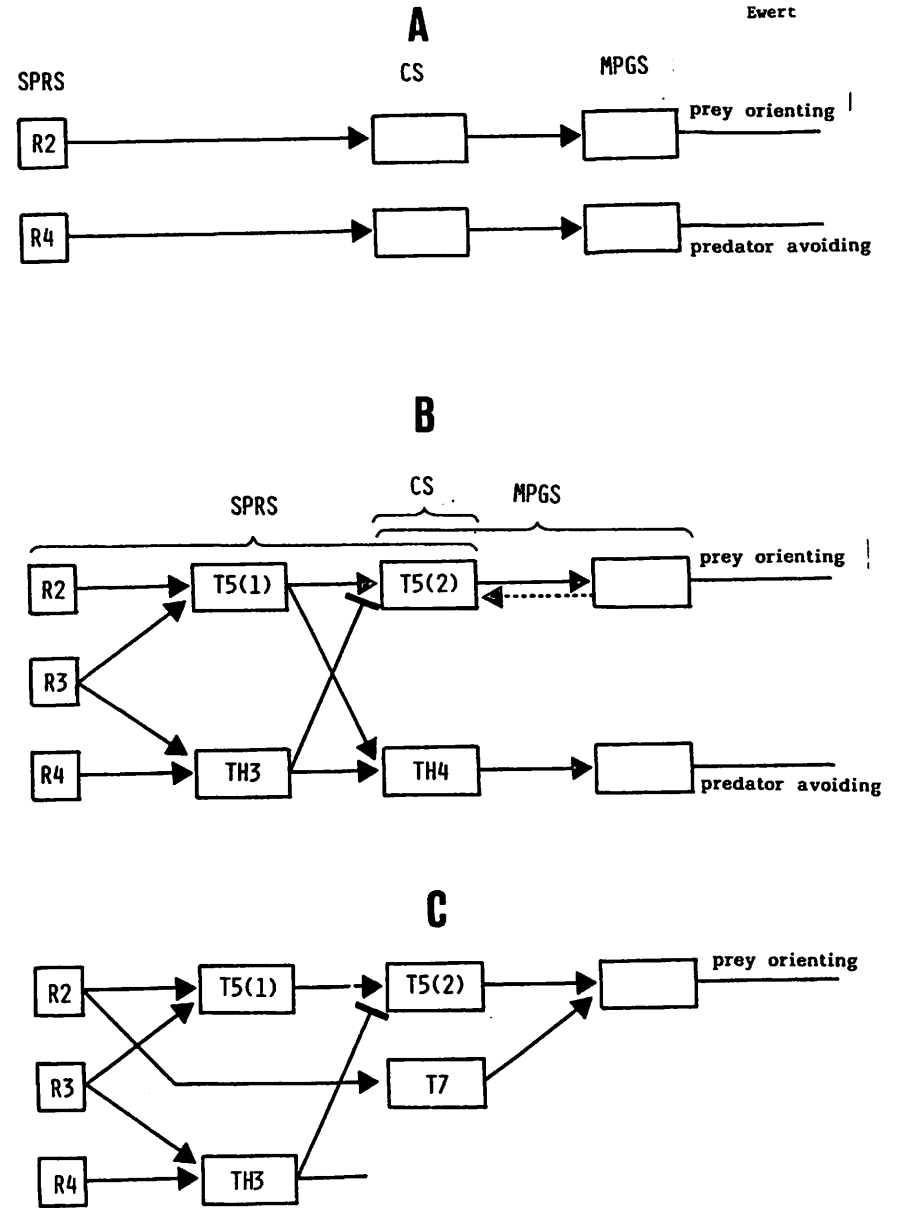 Ewert
A
SPRS
CS
MPGS
R2
prey orienting
R4
predator avoiding
B
SPRS
CS
MPGS
R2
T5(1)
T5(2)
prey orienting
R3
R4
TH3
TH4
predator avoiding
C
R2
T5(1)
T5(2)
prey orienting
R3
T7
R4
TH3